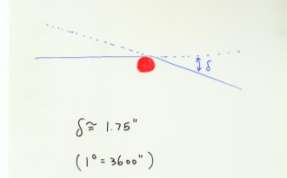 δ
δ ≃ 1.75"
(1° = 3600")